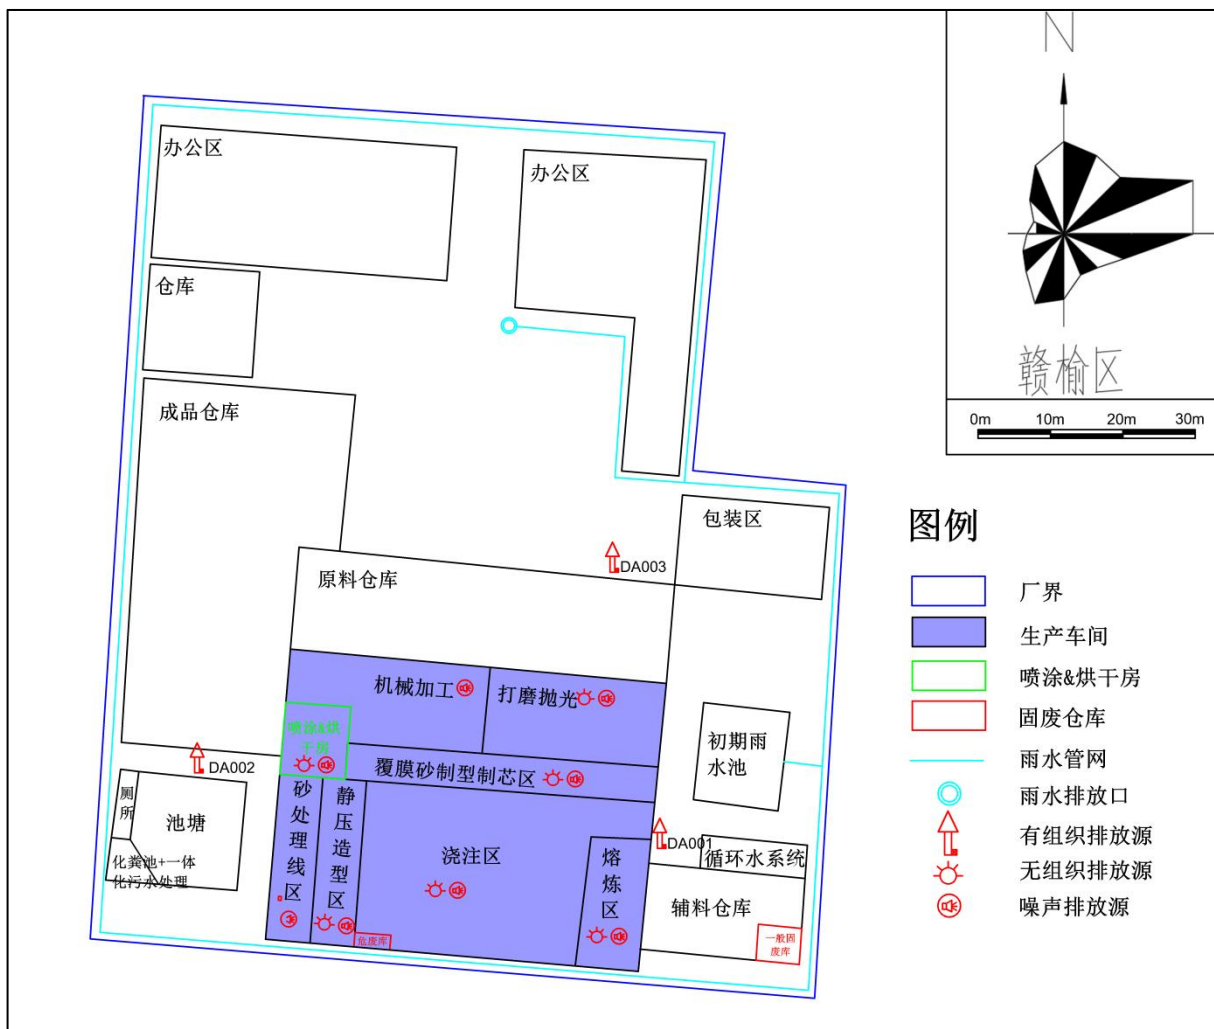 N
赣榆区
0m 10m 20m 30m
办公区
办公区
仓库
成品仓库
包装区
DA003
原料仓库
机械加工
打磨抛光
喷涂&烘
干房
覆膜砂制型制芯区
初期雨
水池
DA002
厕所
池塘
化粪池+一体
化污水处理
砂处理线区
静压造型区
浇注区
熔炼区
DA001
循环水系统
辅料仓库
危废库
一般固
废库
图例
厂界
生产车间
喷涂&烘干房
固废仓库
雨水管网
雨水排放口
有组织排放源
无组织排放源
噪声排放源